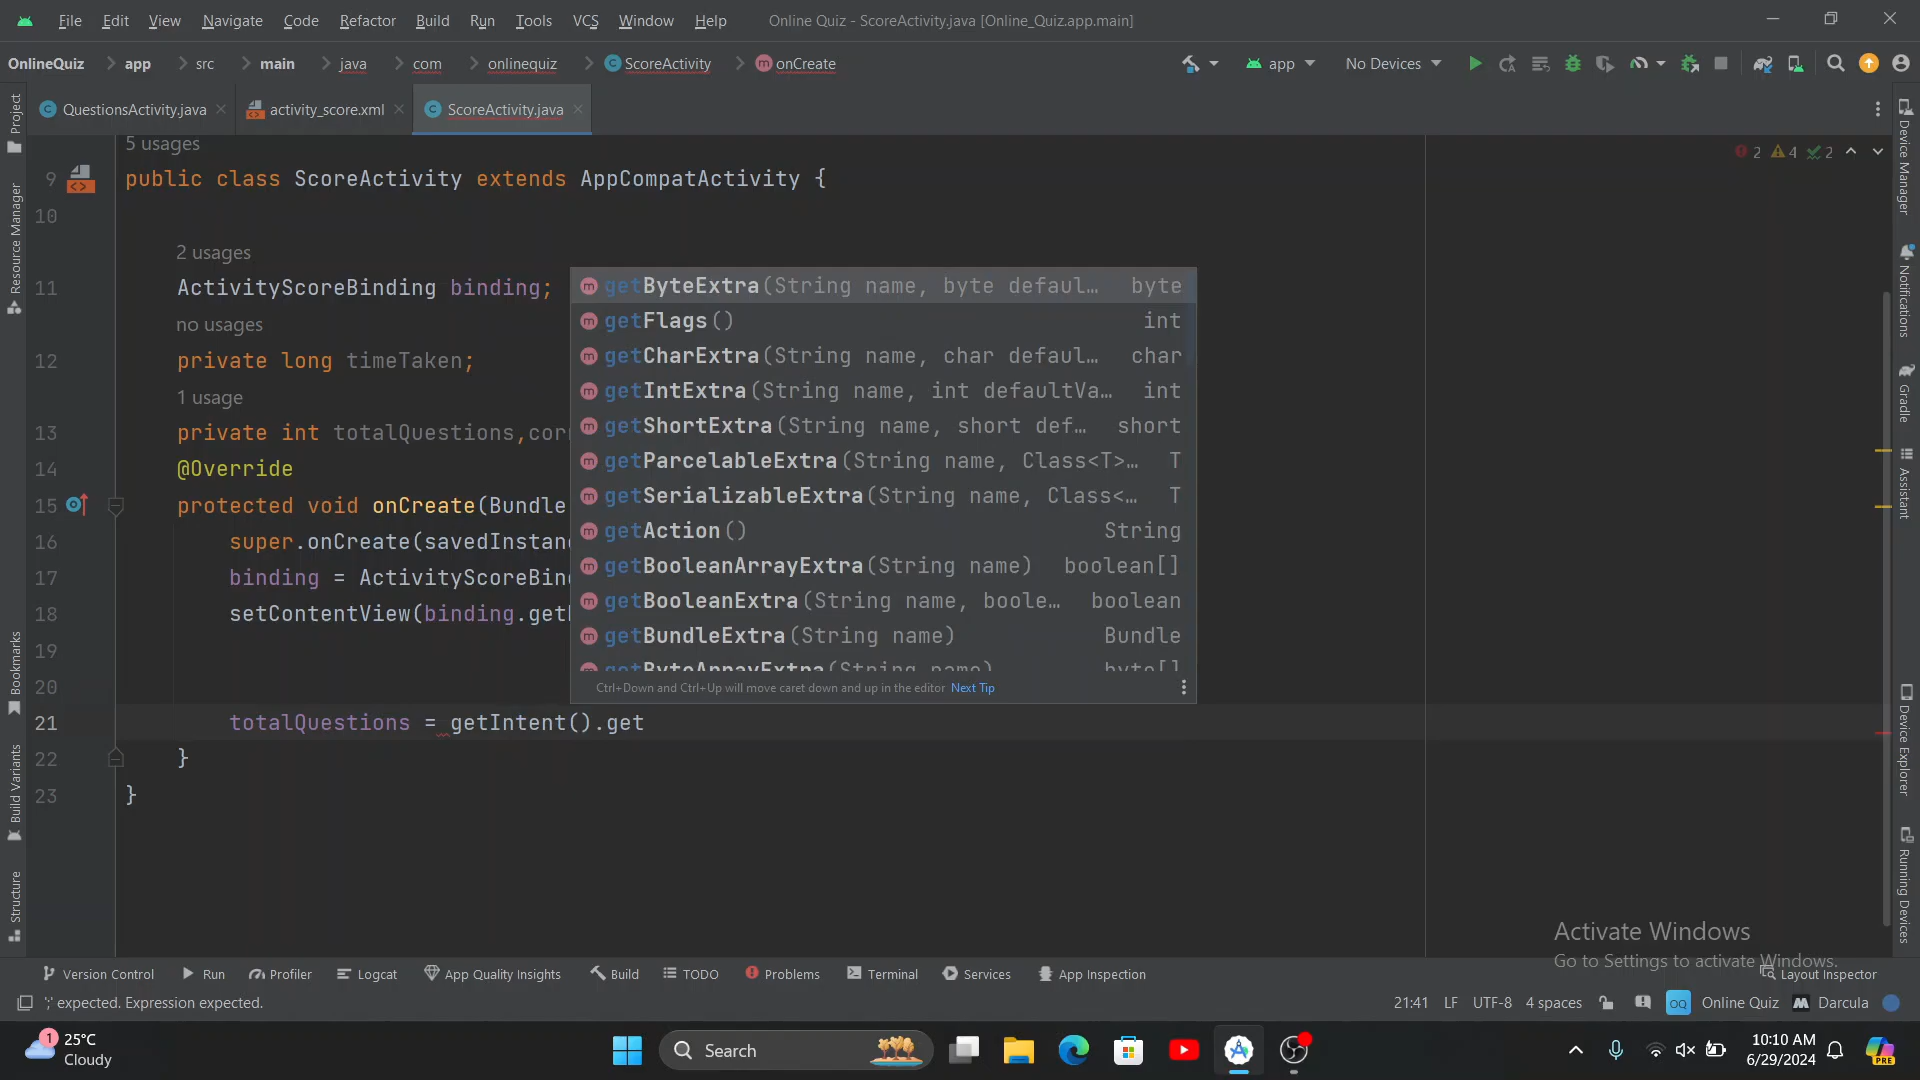 File Edit View Navigate Code Refactor Build Run Tools VCS Window Help Online Quiz - ScoreActivity.java [Online_Quiz.app.main]
OnlineQuiz app src main java com onlinequiz ScoreActivity onCreate app No Devices
QuestionsActivity.java activity_score.xml ScoreActivity.java
5 usages
2 4 2
9 public class ScoreActivity extends AppCompatActivity {
10
2 usages
11 ActivityScoreBinding binding;
no usages
12 private long timeTaken;
1 usage
13 private int totalQuestions,
14 @Override
15 protected void onCreate(Bundle
16 super.onCreate(
17 binding =
18 setContentView(binding.
19
20
21 totalQuestions = getIntent().get
22 }
23 }
getByteExtra(String name, byte defaul… byte
getFlags() int
getCharExtra(String name, char defaul… char
getIntExtra(String name, int defaultVa… int
getShortExtra(String name, short def… short
getParcelableExtra(String name, Class<T>… T
getSerializableExtra(String name, Class<… T
getAction() String
getBooleanArrayExtra(String name) boolean[]
getBooleanExtra(String name, boole… boolean
getBundleExtra(String name) Bundle
getByteArrayExtra(String name) byte[]
Ctrl+Down and Ctrl+Up will move caret down and up in the editor Next Tip
Project
Resource Manager
Bookmarks
Build Variants
Structure
Device Manager
Notifications
Gradle
Assistant
Device Explorer
Running Devices
Activate Windows
Go to Settings to activate Windows.
Version Control Run Profiler Logcat App Quality Insights Build TODO Problems Terminal Services App Inspection Layout Inspector
';' expected. Expression expected. 21:41 LF UTF-8 4 spaces OQ Online Quiz Darcula
1 25°C
Cloudy
Search
10:10 AM
6/29/2024
PRE